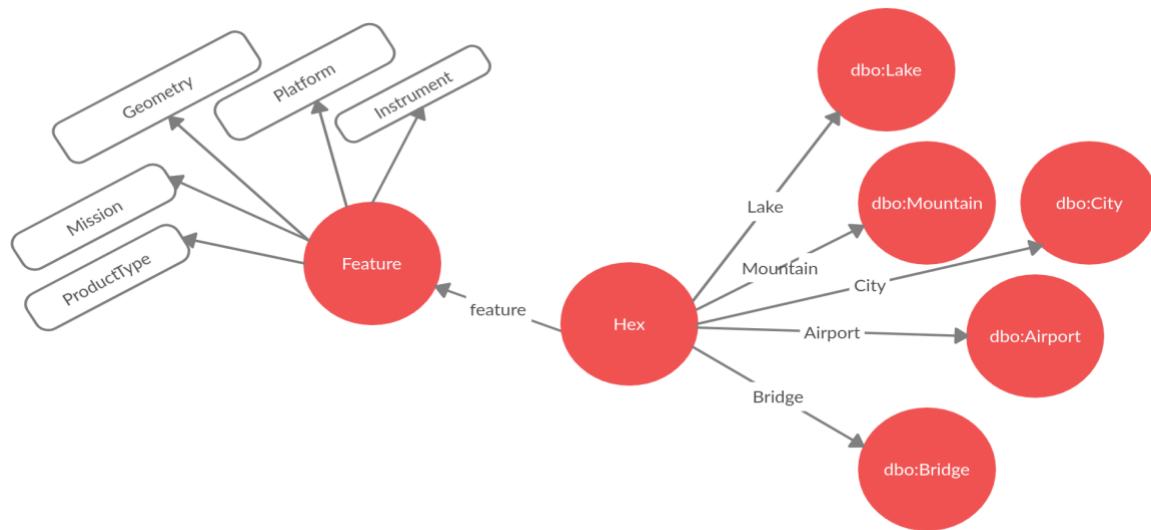 Geometry
Platform
Instrument
Mission
ProductType
Feature
feature
Hex
Lake
Mountain
City
Airport
Bridge
dbo:Lake
dbo:Mountain
dbo:City
dbo:Airport
dbo:Bridge